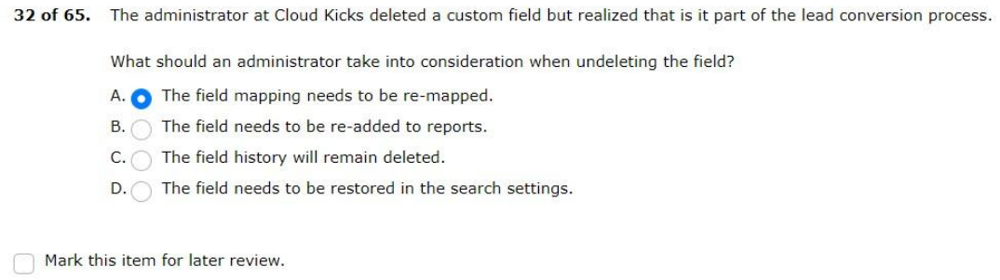 32 of 65. The administrator at Cloud Kicks deleted a custom field but realized that is it part of the lead conversion process.
What should an administrator take into consideration when undeleting the field?
A. The field mapping needs to be re-mapped.
B. The field needs to be re-added to reports.
C. The field history will remain deleted.
D. The field needs to be restored in the search settings.
Mark this item for later review.